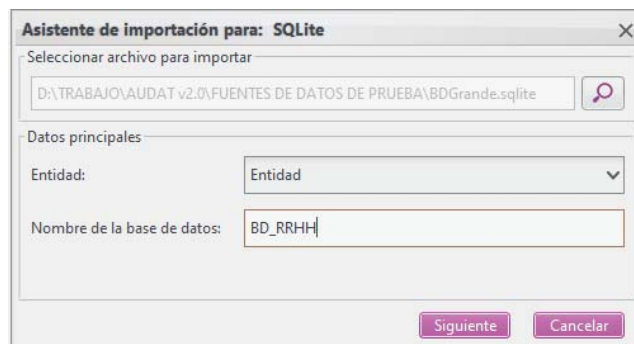 Asistente de importación para: SQLite
Seleccionar archivo para importar
D:\TRABAJO\AUDAT v2.0\FUENTES DE DATOS DE PRUEBA\BDGrande.sqlite
Datos principales
Entidad: Entidad
Nombre de la base de datos: BD_RRHH
Siguiente Cancelar